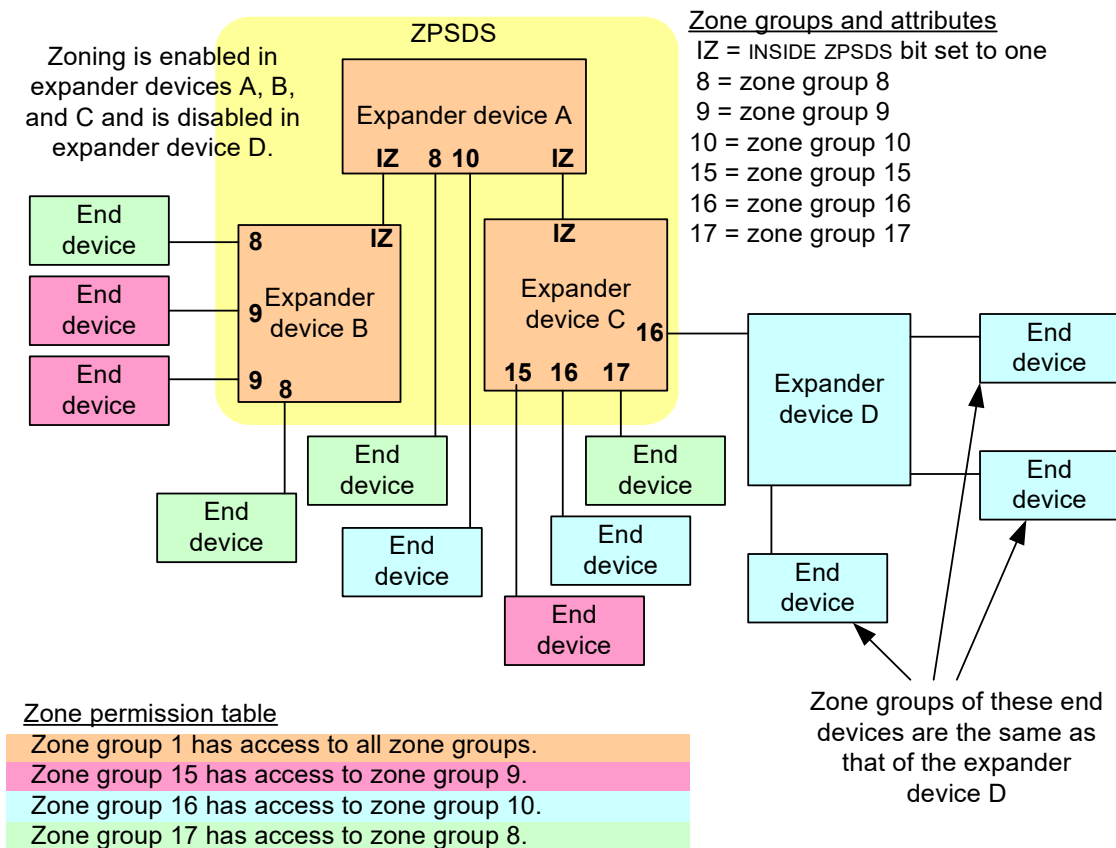 ZPSDS
Zoning is enabled in
expander devices A, B,
and C and is disabled in
expander device D.
Zone groups and attributes
IZ = INSIDE ZPSDS bit set to one
8 = zone group 8
9 = zone group 9
10 = zone group 10
15 = zone group 15
16 = zone group 16
17 = zone group 17
Expander device A
IZ 8 10 IZ
End
device
End
device
End
device
8
IZ
Expander
device B
9
9
8
IZ
Expander
device C
16
15 16 17
Expander
device D
End
device
End
device
End
device
End
device
End
device
End
device
End
device
End
device
End
device
Zone groups of these end
devices are the same as
that of the expander
device D
Zone permission table
Zone group 1 has access to all zone groups.
Zone group 15 has access to zone group 9.
Zone group 16 has access to zone group 10.
Zone group 17 has access to zone group 8.